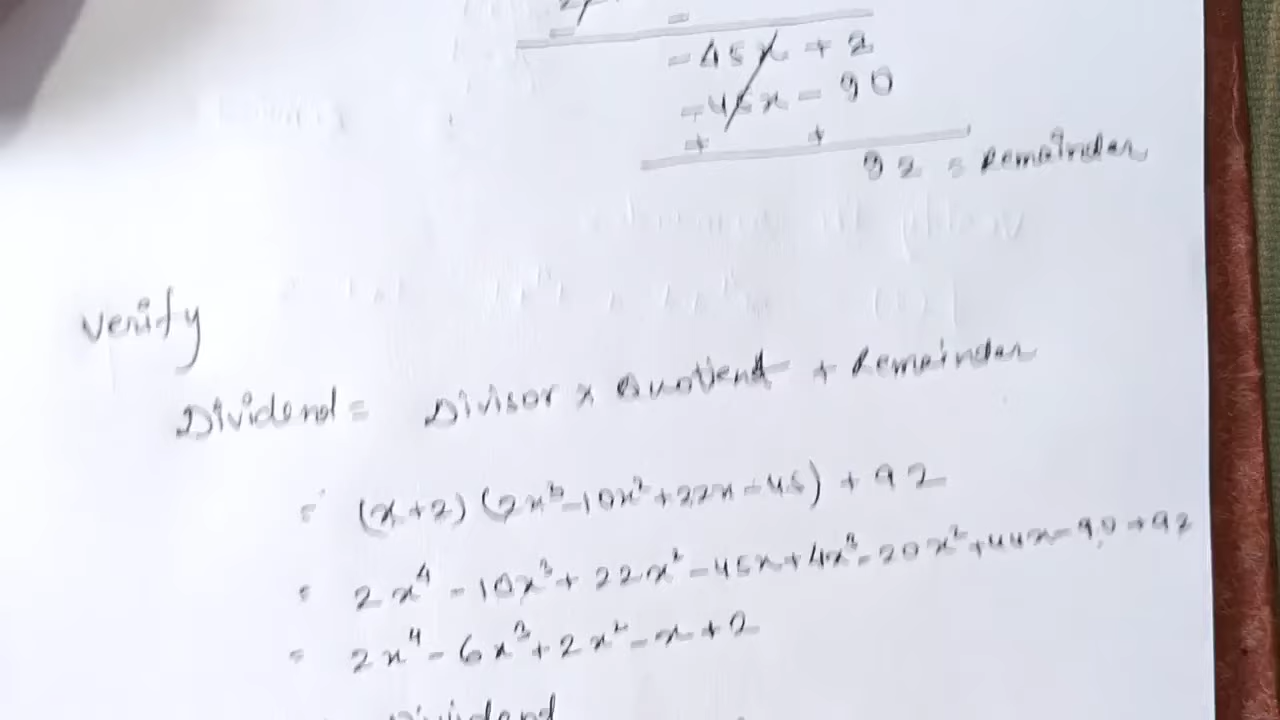 -45x + 2
-45x - 90
+ +
92 = Remainder
Verify
Dividend = Divisor x Quotient + Remainder
= (x+2) (2x³-10x²+22x-45) + 92
= 2x⁴ - 10x³ + 22x² - 45x + 4x³ - 20x² + 44x - 90 + 92
= 2x⁴ - 6x³ + 2x² - x + 2
Dividend